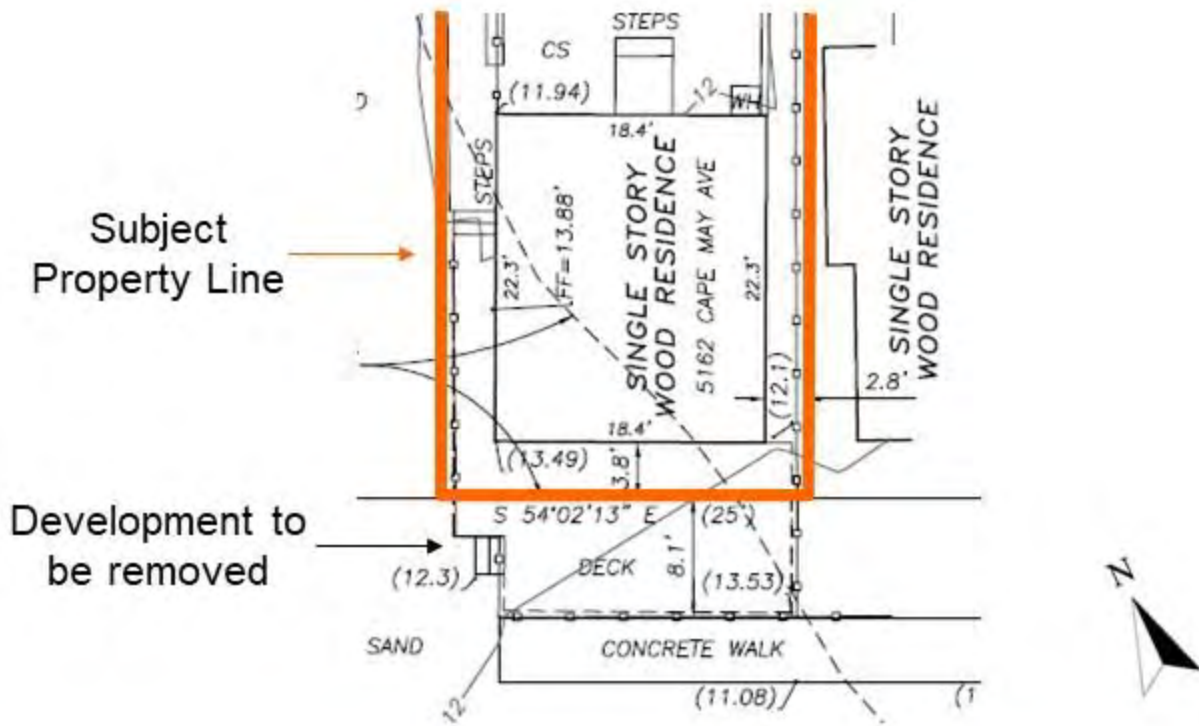 STEPS
CS
(11.94)
12
WH
18.4'
STEPS
SINGLE STORY
WOOD RESIDENCE
5162 CAPE MAY AVE
22.3'
FF=13.88'
22.3'
SINGLE STORY
WOOD RESIDENCE
Subject
Property Line
(12.1)
2.8'
18.4'
(13.49)
3.8'
S 54°02'13" E
(25')
Development to
be removed
DECK
8.1'
(12.3)
(13.53)
SAND
CONCRETE WALK
12
(11.08)
(1
N